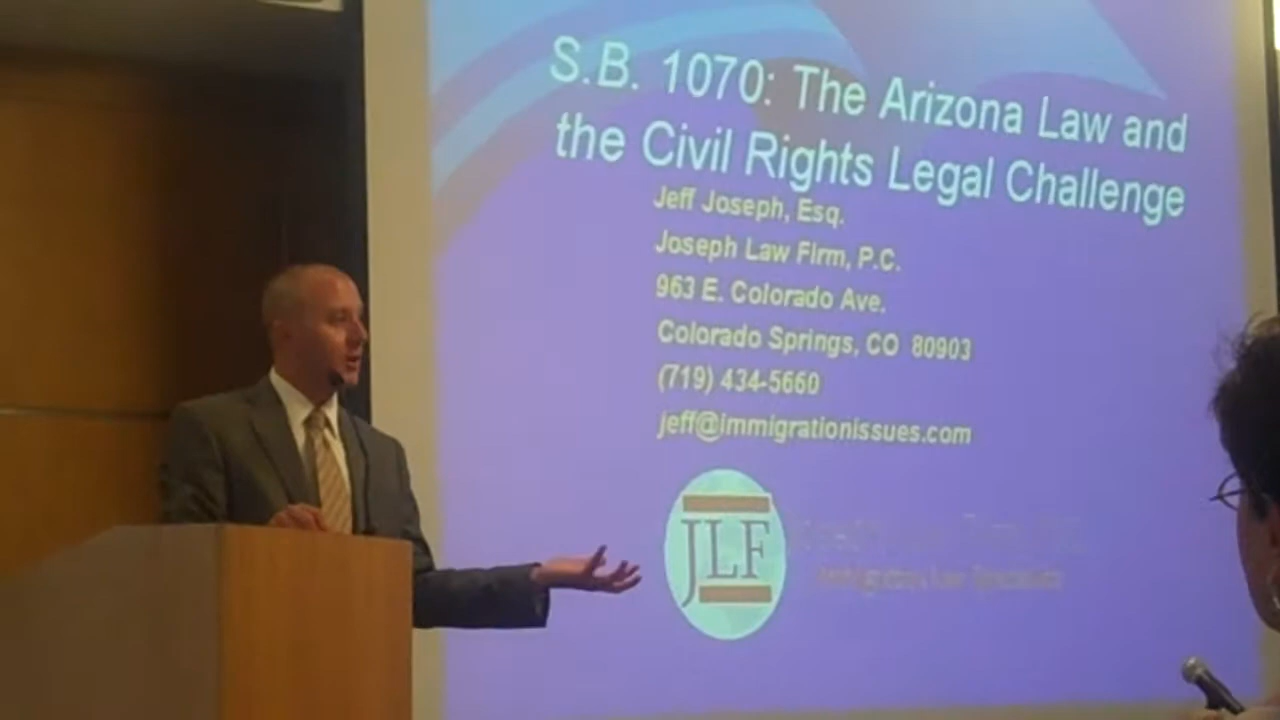 S.B. 1070: The Arizona Law and
the Civil Rights Legal Challenge
Jeff Joseph, Esq.
Joseph Law Firm, P.C.
963 E. Colorado Ave.
Colorado Springs, CO 80903
(719) 434-5660
jeff@immigrationissues.com
JLF